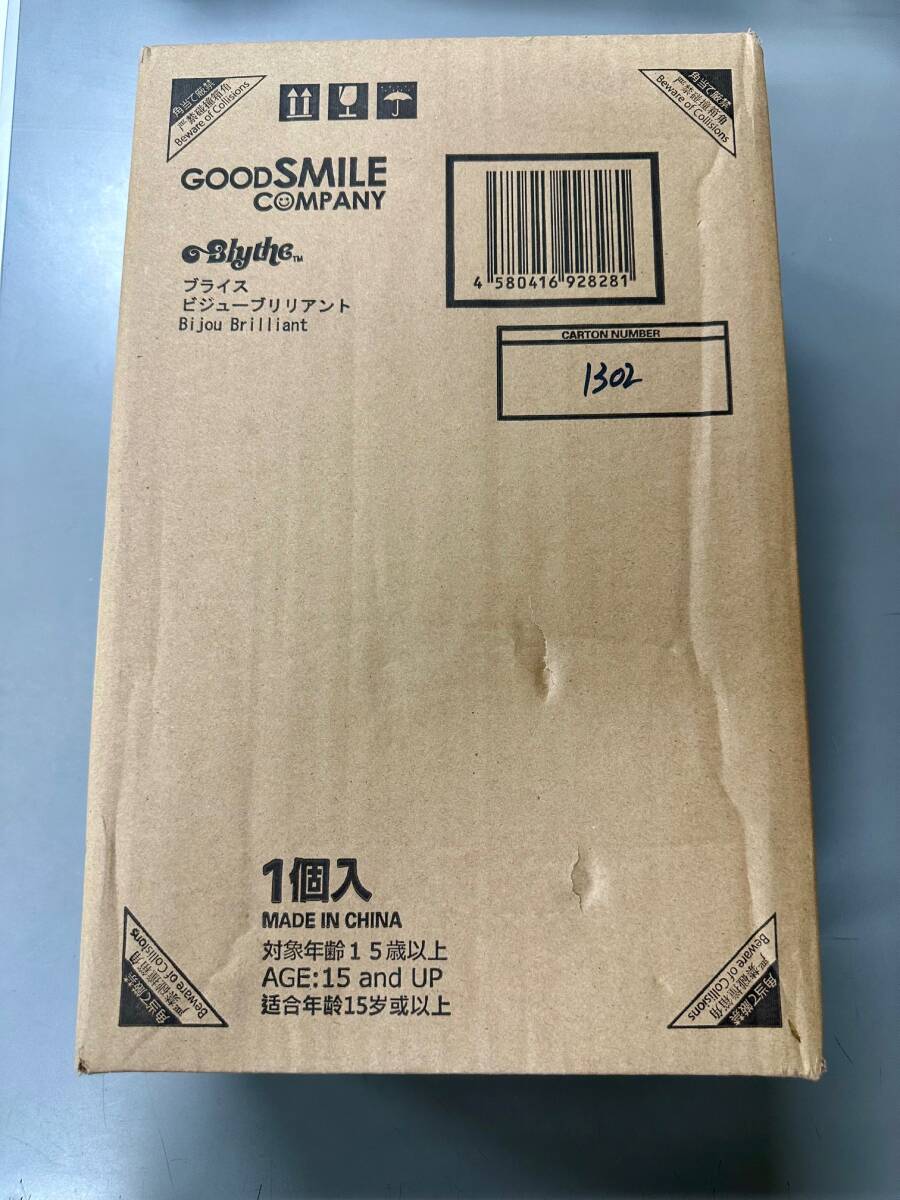 角当て厳禁
严禁碰撞箱角
Beware of Collisions
角当て厳禁
严禁碰撞箱角
Beware of Collisions
GOODSMILE
COMPANY
Blythe™
ブライス
ビジューブリリアント
Bijou Brilliant
4 580416 928281
CARTON NUMBER
1302
1個入
MADE IN CHINA
対象年齢15歳以上
AGE:15 and UP
适合年龄15岁或以上
角当て厳禁
严禁碰撞箱角
Beware of Collisions
角当て厳禁
严禁碰撞箱角
Beware of Collisions